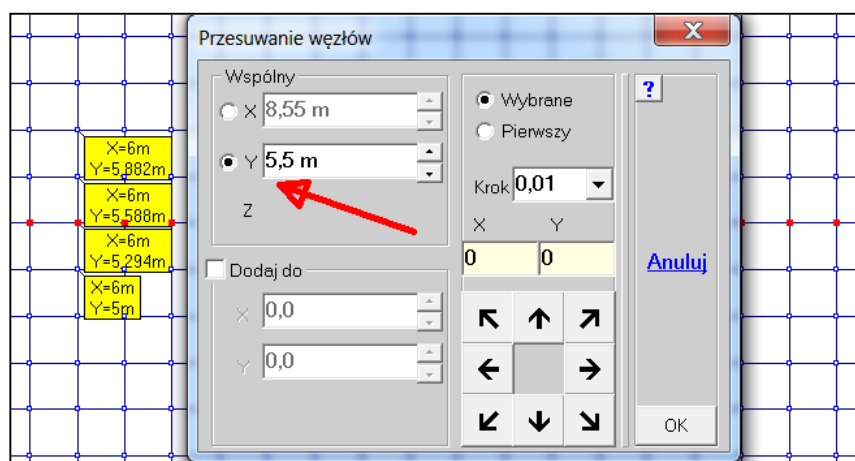 Przesuwanie węzłów
X
Wspólny
X 8,55 m
Y 5,5 m
Z
Dodaj do
X 0,0
Y 0,0
Wybrane
Pierwszy
Krok 0,01
X Y
0 0
?
Anuluj
OK
X=6m
Y=5,882m
X=6m
Y=5,588m
X=6m
Y=5,294m
X=6m
Y=5m